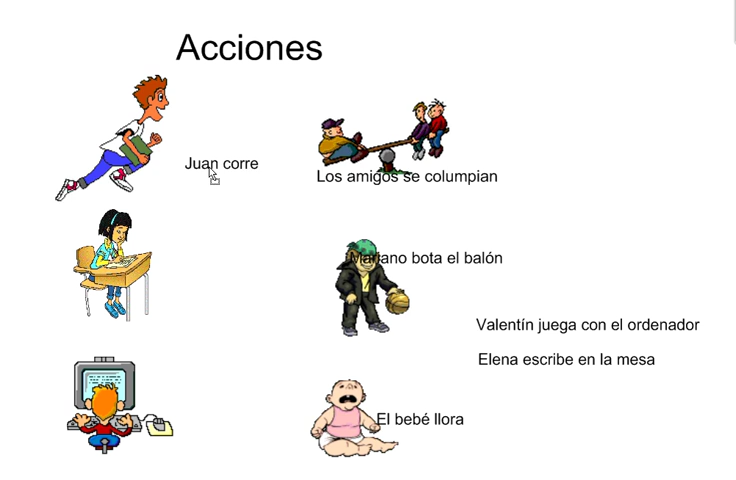 Acciones
Juan corre
Los amigos se columpian
Mariano bota el balón
Valentín juega con el ordenador
Elena escribe en la mesa
El bebé llora